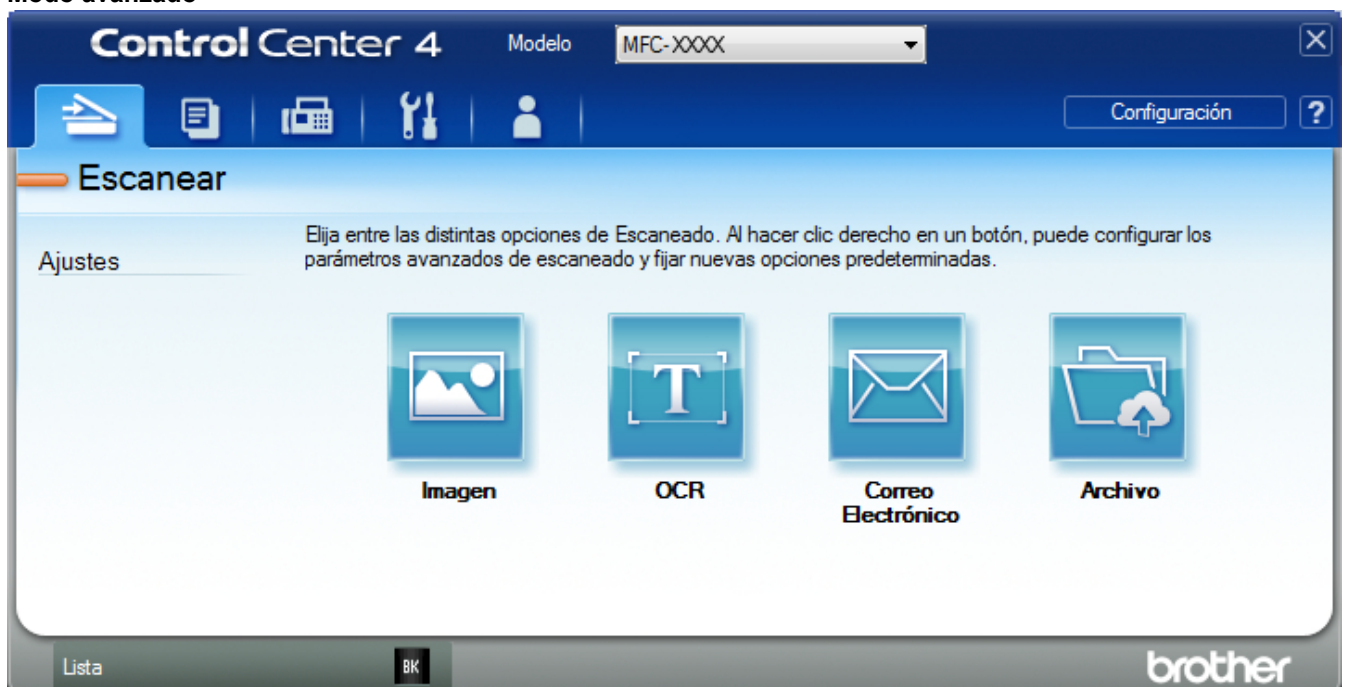 Modo avanzado
Control Center 4 Modelo MFC-XXXX
Configuración ?
Escanear
Ajustes
Elija entre las distintas opciones de Escaneado. Al hacer clic derecho en un botón, puede configurar los
parámetros avanzados de escaneado y fijar nuevas opciones predeterminadas.
T
Imagen OCR Correo Archivo
Electrónico
Lista BK brother